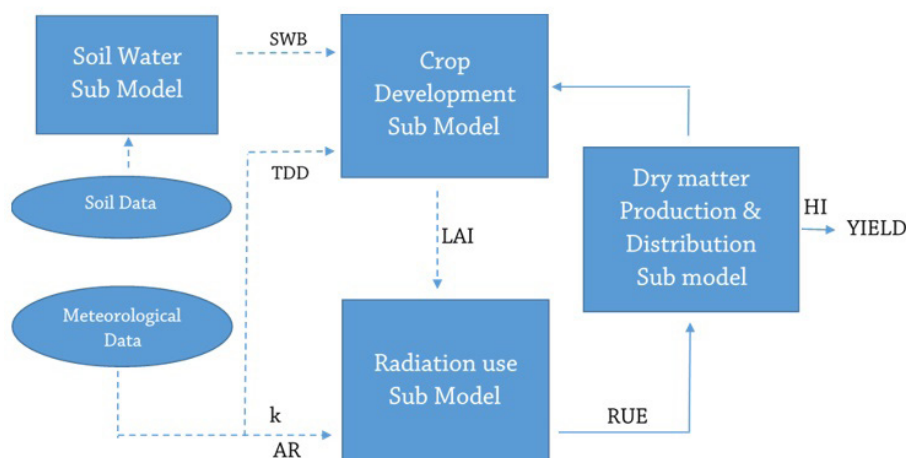 Soil Water
Sub Model
SWB
Crop
Development
Sub Model
TDD
Soil Data
Dry matter
Production &
Distribution
Sub model
HI
YIELD
LAI
Meteorological
Data
Radiation use
Sub Model
k
AR
RUE